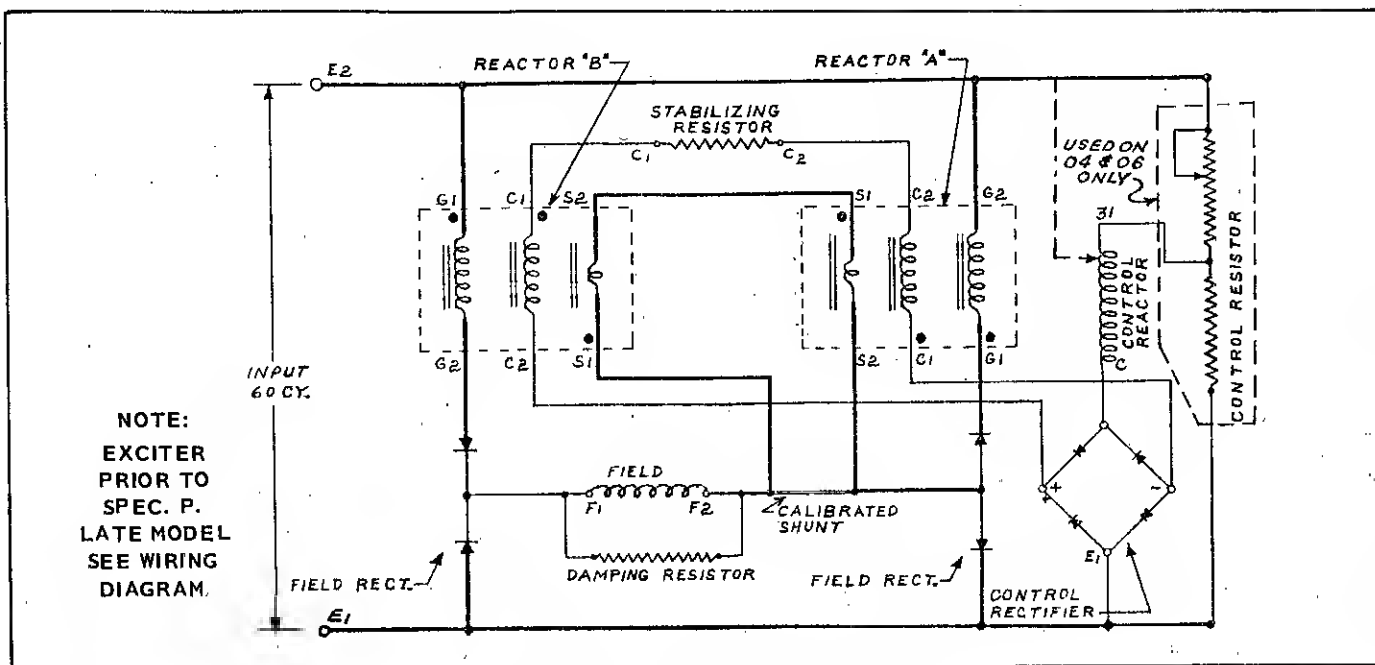 E2
REACTOR "B"
REACTOR "A"
STABILIZING
RESISTOR
C1
C2
USED ON
04 & 06
ONLY
G1
C1
S2
S1
C2
G2
31
CONTROL
REACTOR
C
CONTROL RESISTOR
G2
C2
S1
S2
C1
G1
INPUT
60 CY.
NOTE:
EXCITER
PRIOR TO
SPEC. P.
LATE MODEL
SEE WIRING
DIAGRAM.
FIELD
F1
F2
CALIBRATED
SHUNT
+
-
E1
DAMPING RESISTOR
FIELD RECT.
FIELD RECT.
CONTROL
RECTIFIER
E1